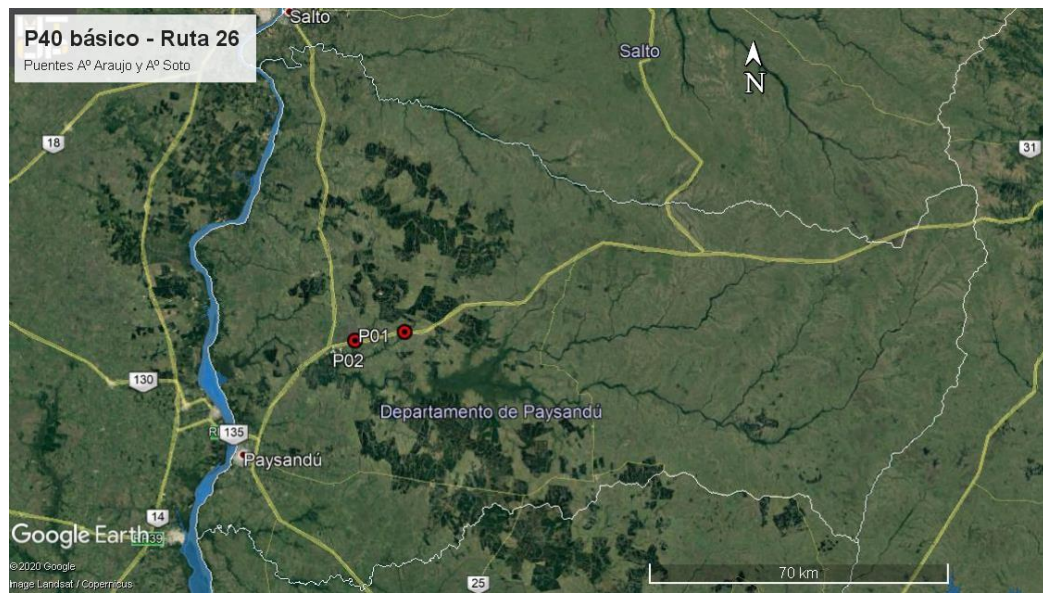 P40 básico - Ruta 26
Puentes Aº Araujo y Aº Soto
Salto
Salto
N
18
31
P01
P02
130
Departamento de Paysandú
135
Paysandú
14
Google Earth
©2020 Google
Image Landsat / Copernicus
25
70 km